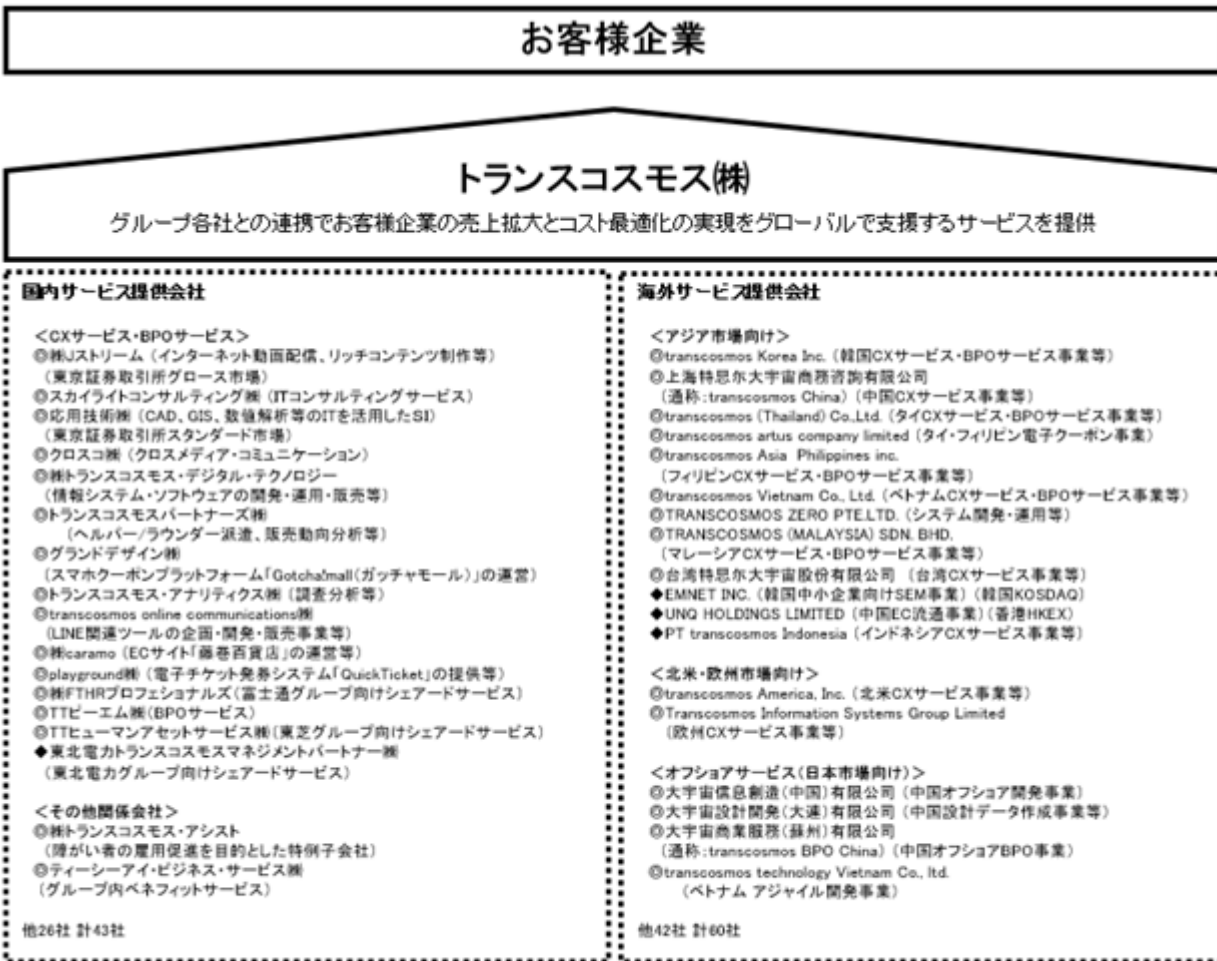 お客様企業
トランスコスモス㈱
グループ各社との連携でお客様企業の売上拡大とコスト最適化の実現をグローバルで支援するサービスを提供
国内サービス提供会社
＜CXサービス・BPOサービス＞
◎㈱Jストリーム （インターネット動画配信、リッチコンテンツ制作等）
（東京証券取引所グロース市場）
◎スカイライトコンサルティング㈱ （ITコンサルティングサービス）
◎応用技術㈱ （CAD、GIS、数値解析等のITを活用したSI）
（東京証券取引所スタンダード市場）
◎クロスコ㈱ （クロスメディア・コミュニケーション）
◎㈱トランスコスモス・デジタル・テクノロジー
（情報システム・ソフトウェアの開発・運用・販売等）
◎トランスコスモスパートナーズ㈱
（ヘルパー/ラウンダー派遣、販売動向分析等）
◎グランドデザイン㈱
（スマホクーポンプラットフォーム「Gotcha!mall（ガッチャモール）」の運営）
◎トランスコスモス・アナリティクス㈱ （調査分析等）
◎transcosmos online communications㈱
（LINE関連ツールの企画・開発・販売事業等）
◎㈱caramo （ECサイト「藤巻百貨店」の運営等）
◎playground㈱ （電子チケット発券システム「QuickTicket」の提供等）
◎㈱FTHRプロフェショナルズ（富士通グループ向けシェアードサービス）
◎TTピーエム㈱（BPOサービス）
◎TTヒューマンアセットサービス㈱（東芝グループ向けシェアードサービス）
◆東北電力トランスコスモスマネジメントパートナー㈱
（東北電力グループ向けシェアードサービス）
＜その他関係会社＞
◎㈱トランスコスモス・アシスト
（障がい者の雇用促進を目的とした特例子会社）
◎ティーシーアイ・ビジネス・サービス㈱
（グループ内ベネフィットサービス）
他26社 計43社
海外サービス提供会社
＜アジア市場向け＞
◎transcosmos Korea Inc. （韓国CXサービス・BPOサービス事業等）
◎上海特思尔大宇宙商務咨詢有限公司
（通称：transcosmos China） （中国CXサービス事業等）
◎transcosmos (Thailand) Co.,Ltd. （タイCXサービス・BPOサービス事業等）
◎transcosmos artus company limited （タイ・フィリピン電子クーポン事業）
◎transcosmos Asia Philippines inc.
（フィリピンCXサービス・BPOサービス事業等）
◎transcosmos Vietnam Co., Ltd. （ベトナムCXサービス・BPOサービス事業等）
◎TRANSCOSMOS ZERO PTE.LTD. （システム開発・運用等）
◎TRANSCOSMOS (MALAYSIA) SDN. BHD.
（マレーシアCXサービス・BPOサービス事業等）
◎台湾特思尔大宇宙股份有限公司 （台湾CXサービス事業等）
◆EMNET INC. （韓国中小企業向けSEM事業） （韓国KOSDAQ）
◆UNQ HOLDINGS LIMITED （中国EC流通事業）（香港HKEX）
◆PT transcosmos Indonesia （インドネシアCXサービス事業等）
＜北米・欧州市場向け＞
◎transcosmos America, Inc. （北米CXサービス事業等）
◎Transcosmos Information Systems Group Limited
（欧州CXサービス事業等）
＜オフショアサービス（日本市場向け）＞
◎大宇宙信息創造（中国）有限公司 （中国オフショア開発事業）
◎大宇宙設計開発（大連）有限公司 （中国設計データ作成事業等）
◎大宇宙商業服務（蘇州）有限公司
（通称：transcosmos BPO China） （中国オフショアBPO事業）
◎transcosmos technology Vietnam Co., ltd.
（ベトナム アジャイル開発事業）
他42社 計60社